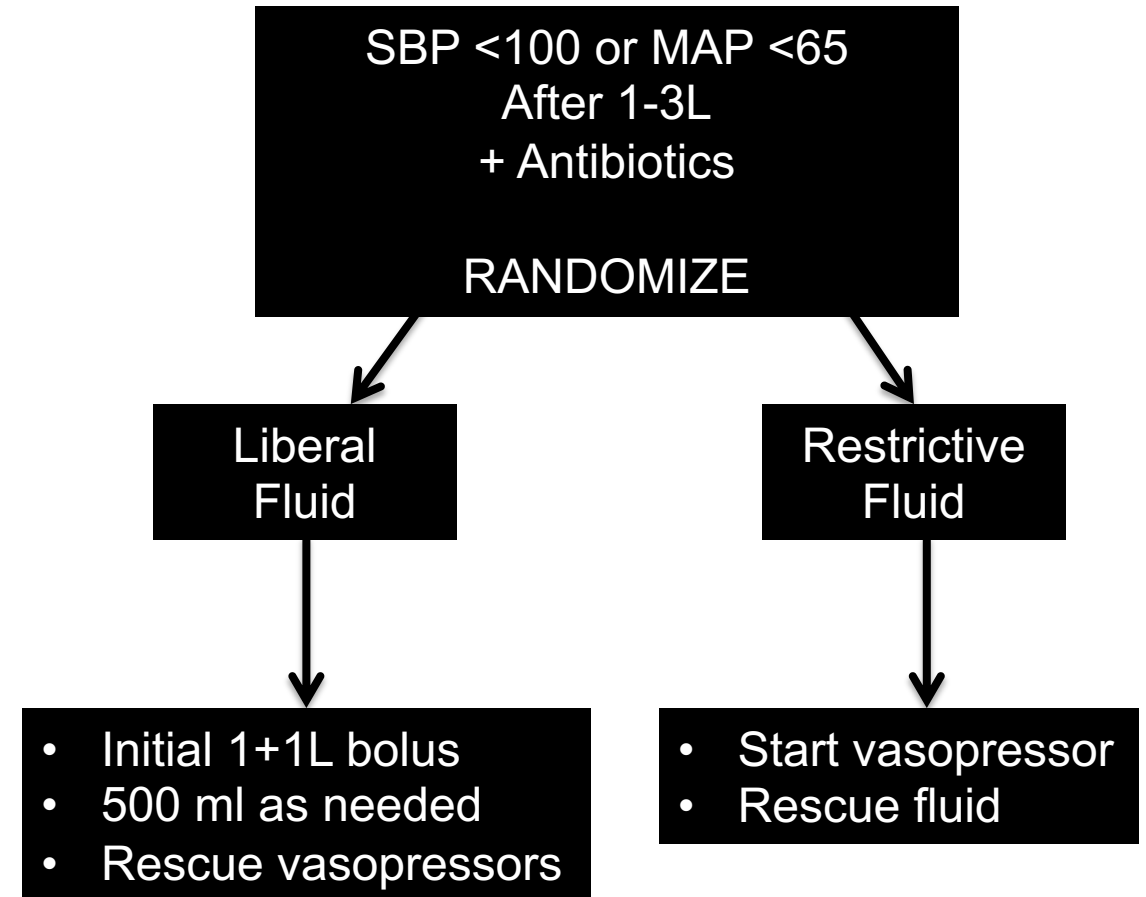 SBP <100 or MAP <65
After 1-3L
+ Antibiotics
RANDOMIZE
Liberal
Fluid
Restrictive
Fluid
• Initial 1+1L bolus
• 500 ml as needed
• Rescue vasopressors
• Start vasopressor
• Rescue fluid